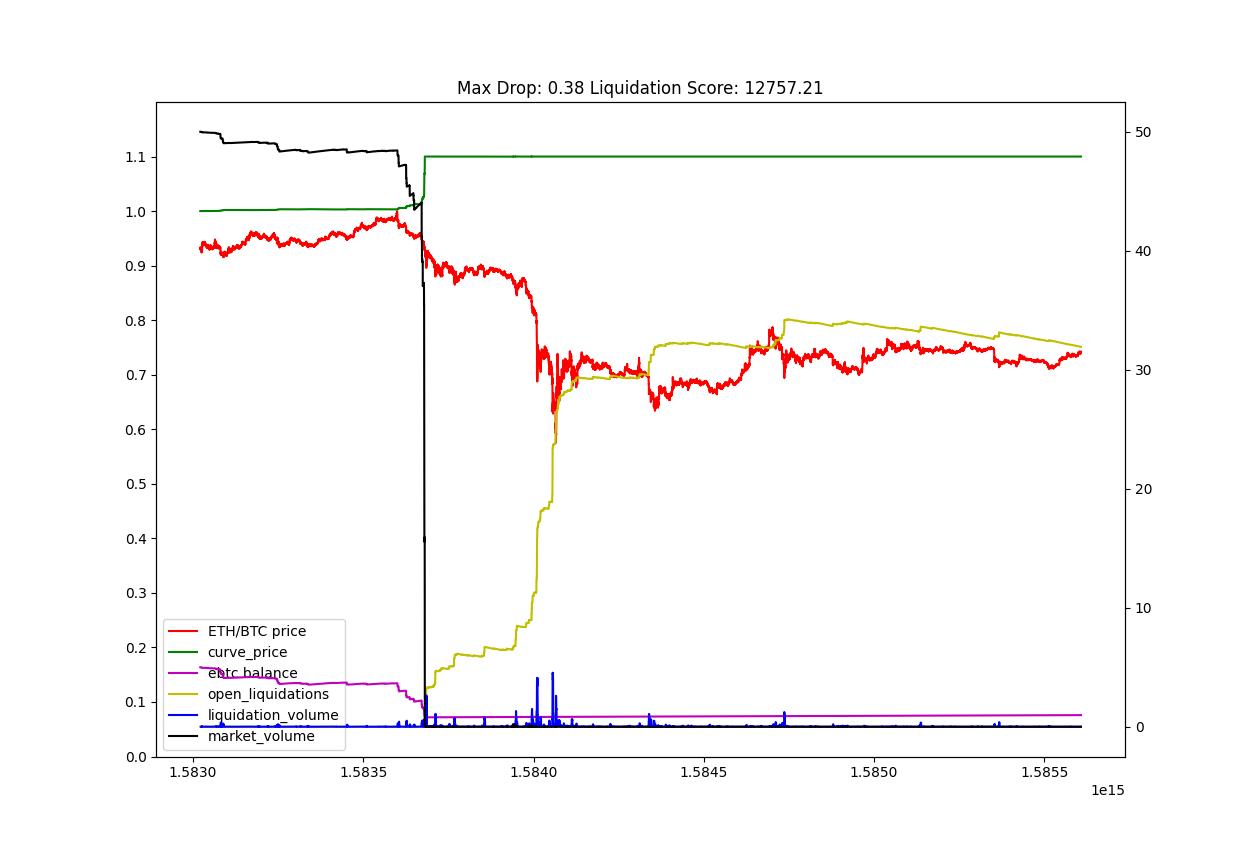 Max Drop: 0.38 Liquidation Score: 12757.21
1.1
1.0
0.9
0.8
0.7
0.6
0.5
0.4
0.3
0.2
0.1
0.0
50
40
30
20
10
0
ETH/BTC price
curve_price
ebtc balance
open_liquidations
liquidation_volume
market_volume
1.5830 1.5835 1.5840 1.5845 1.5850 1.5855
1e15